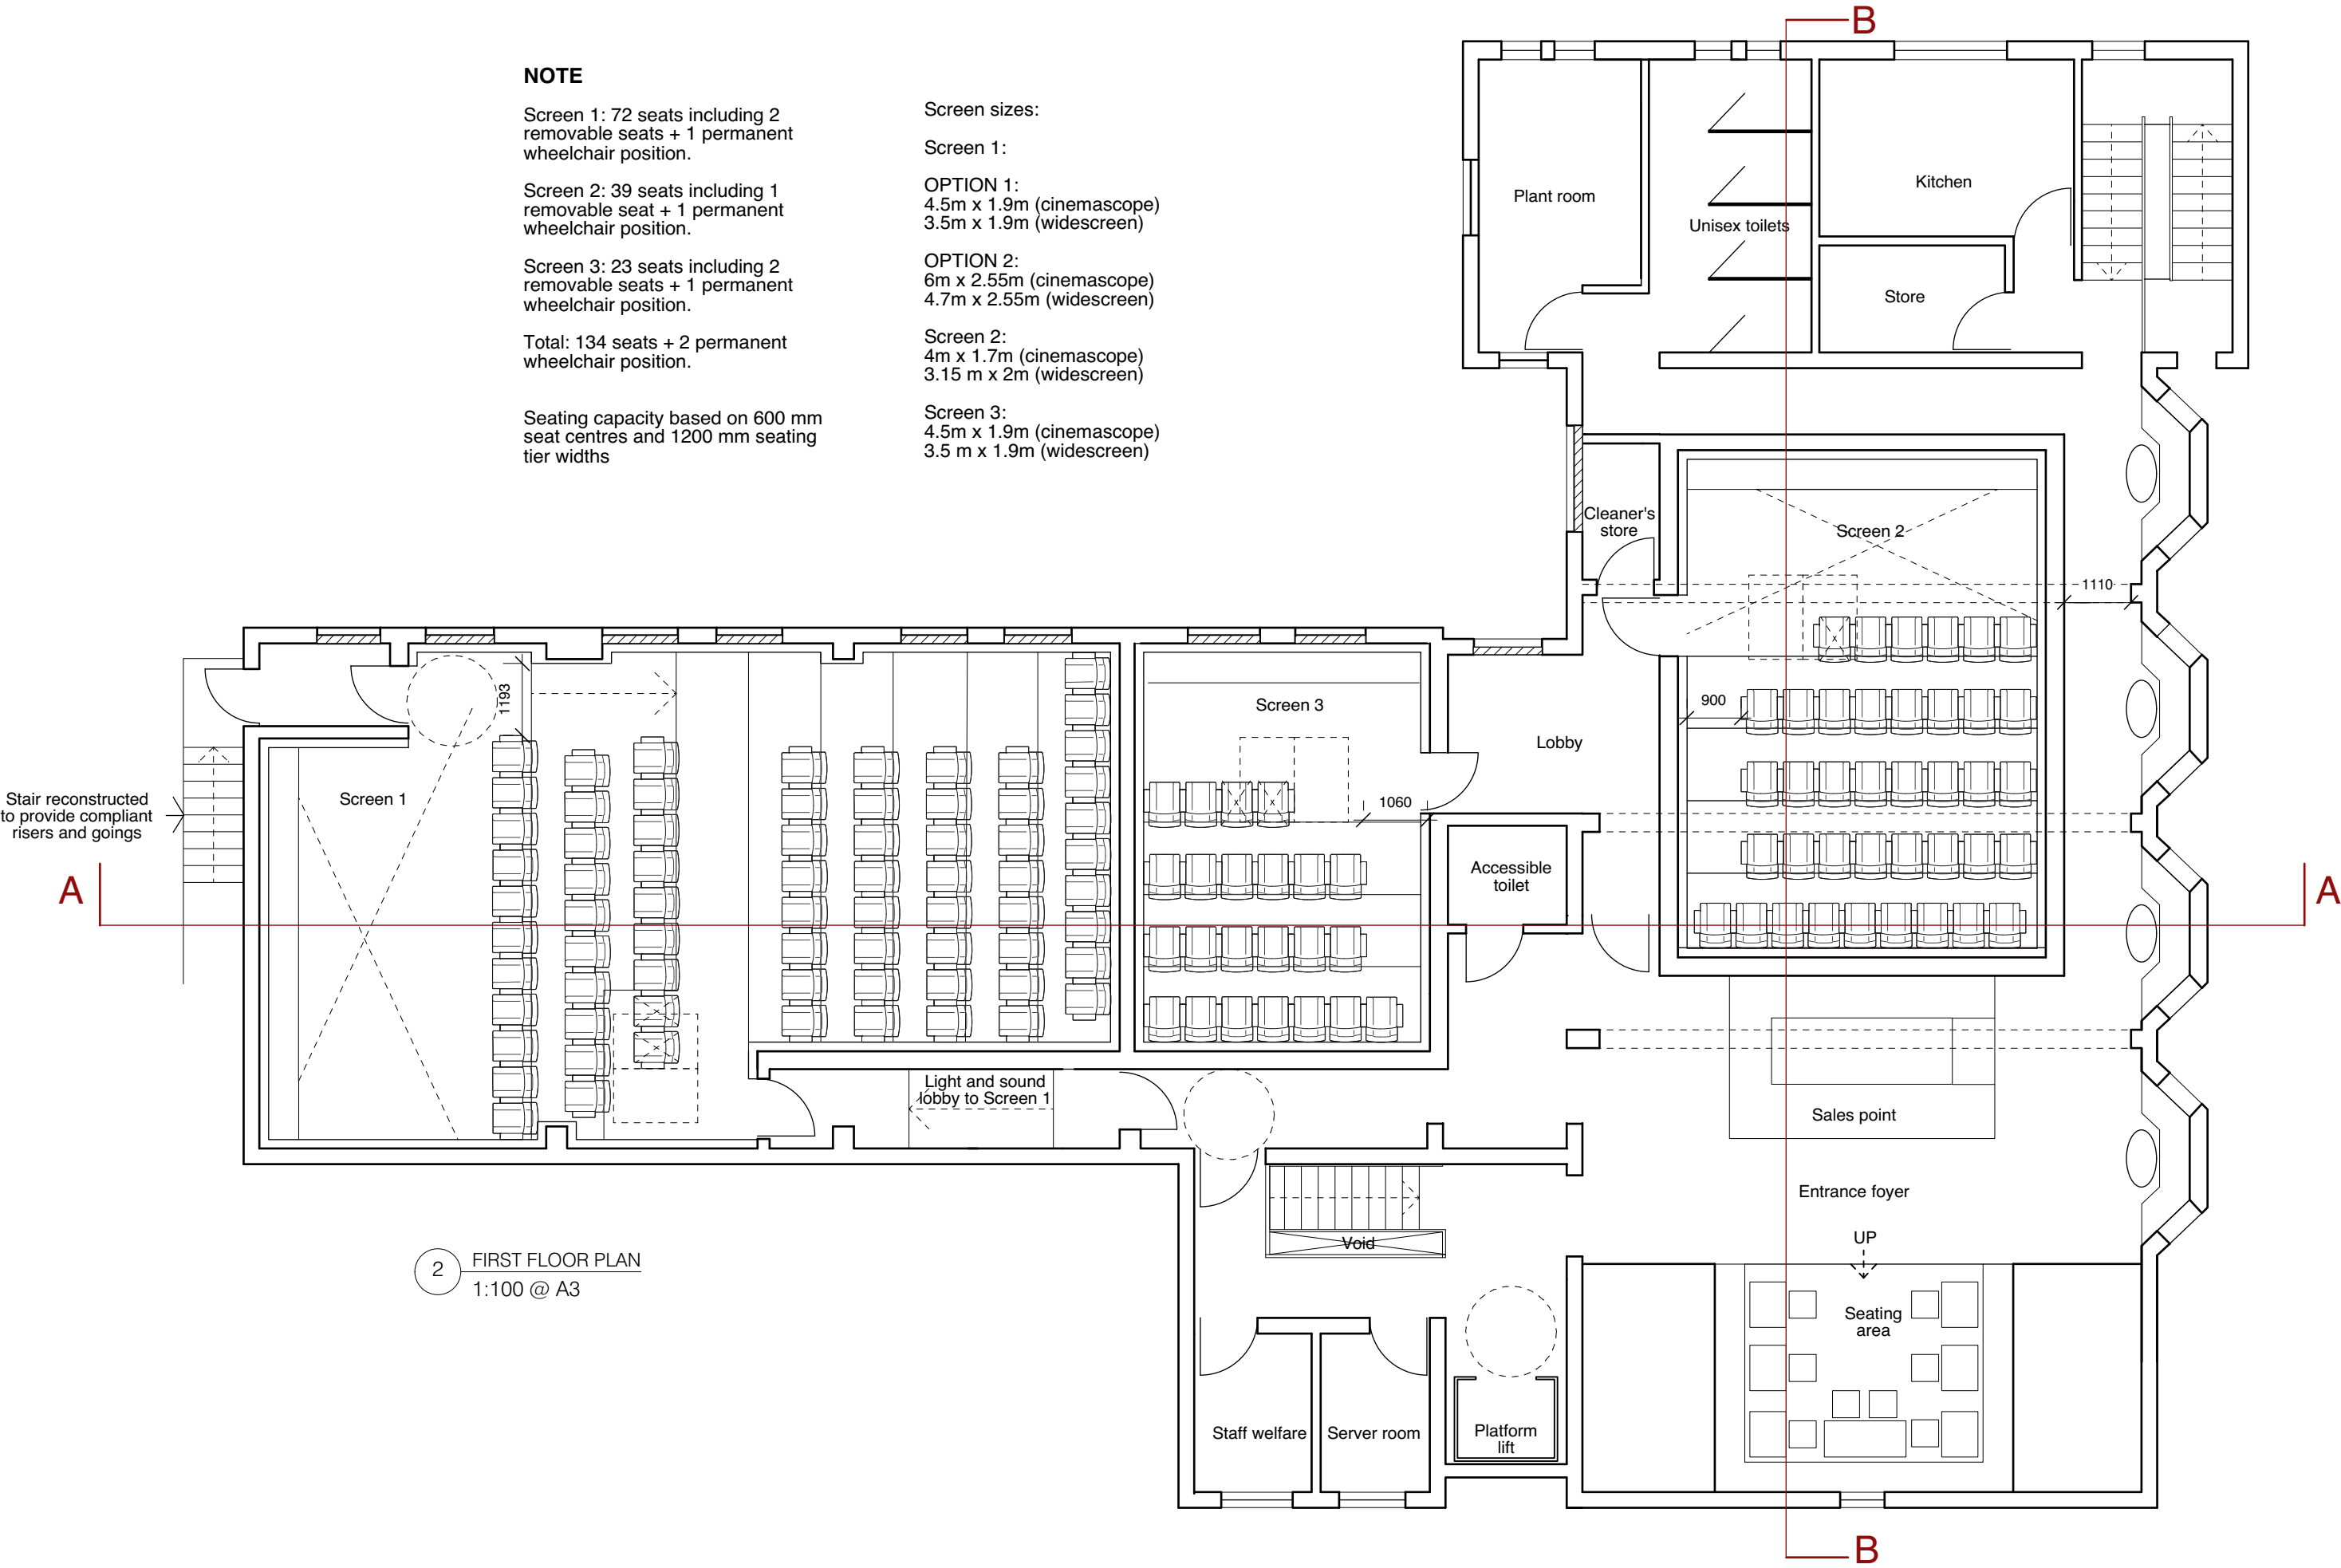 NOTE
Screen 1: 72 seats including 2
removable seats + 1 permanent
wheelchair position.
Screen 2: 39 seats including 1
removable seat + 1 permanent
wheelchair position.
Screen 3: 23 seats including 2
removable seats + 1 permanent
wheelchair position.
Total: 134 seats + 2 permanent
wheelchair position.
Seating capacity based on 600 mm
seat centres and 1200 mm seating
tier widths
Screen sizes:
Screen 1:
OPTION 1:
4.5m x 1.9m (cinemascope)
3.5m x 1.9m (widescreen)
OPTION 2:
6m x 2.55m (cinemascope)
4.7m x 2.55m (widescreen)
Screen 2:
4m x 1.7m (cinemascope)
3.15 m x 2m (widescreen)
Screen 3:
4.5m x 1.9m (cinemascope)
3.5 m x 1.9m (widescreen)
B
Plant room
Unisex toilets
Kitchen
Store
Cleaner's
store
Screen 2
1110
900
1193
Screen 3
Lobby
1060
Screen 1
Stair reconstructed
to provide compliant
risers and goings
A
A
Accessible
toilet
Light and sound
lobby to Screen 1
Sales point
Entrance foyer
Void
UP
Seating
area
2
FIRST FLOOR PLAN
1:100 @ A3
Staff welfare
Server room
Platform
lift
B